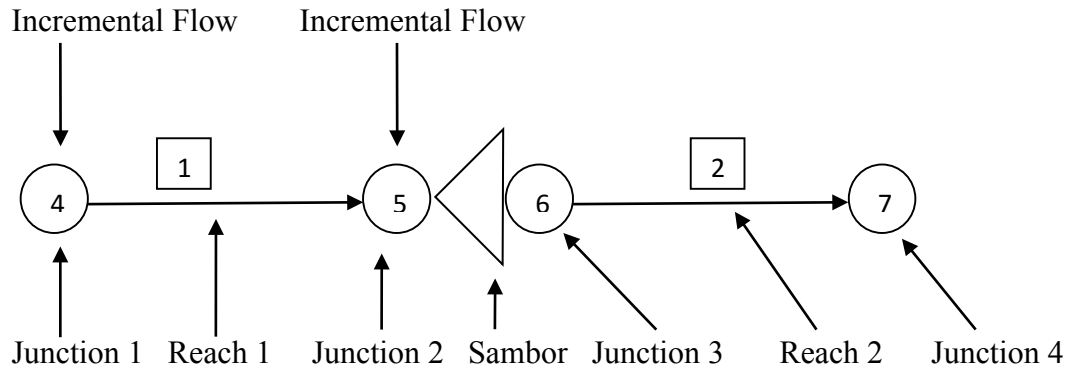 Incremental Flow Incremental Flow
1 2
4 5 6 7
Junction 1 Reach 1 Junction 2 Sambor Junction 3 Reach 2 Junction 4